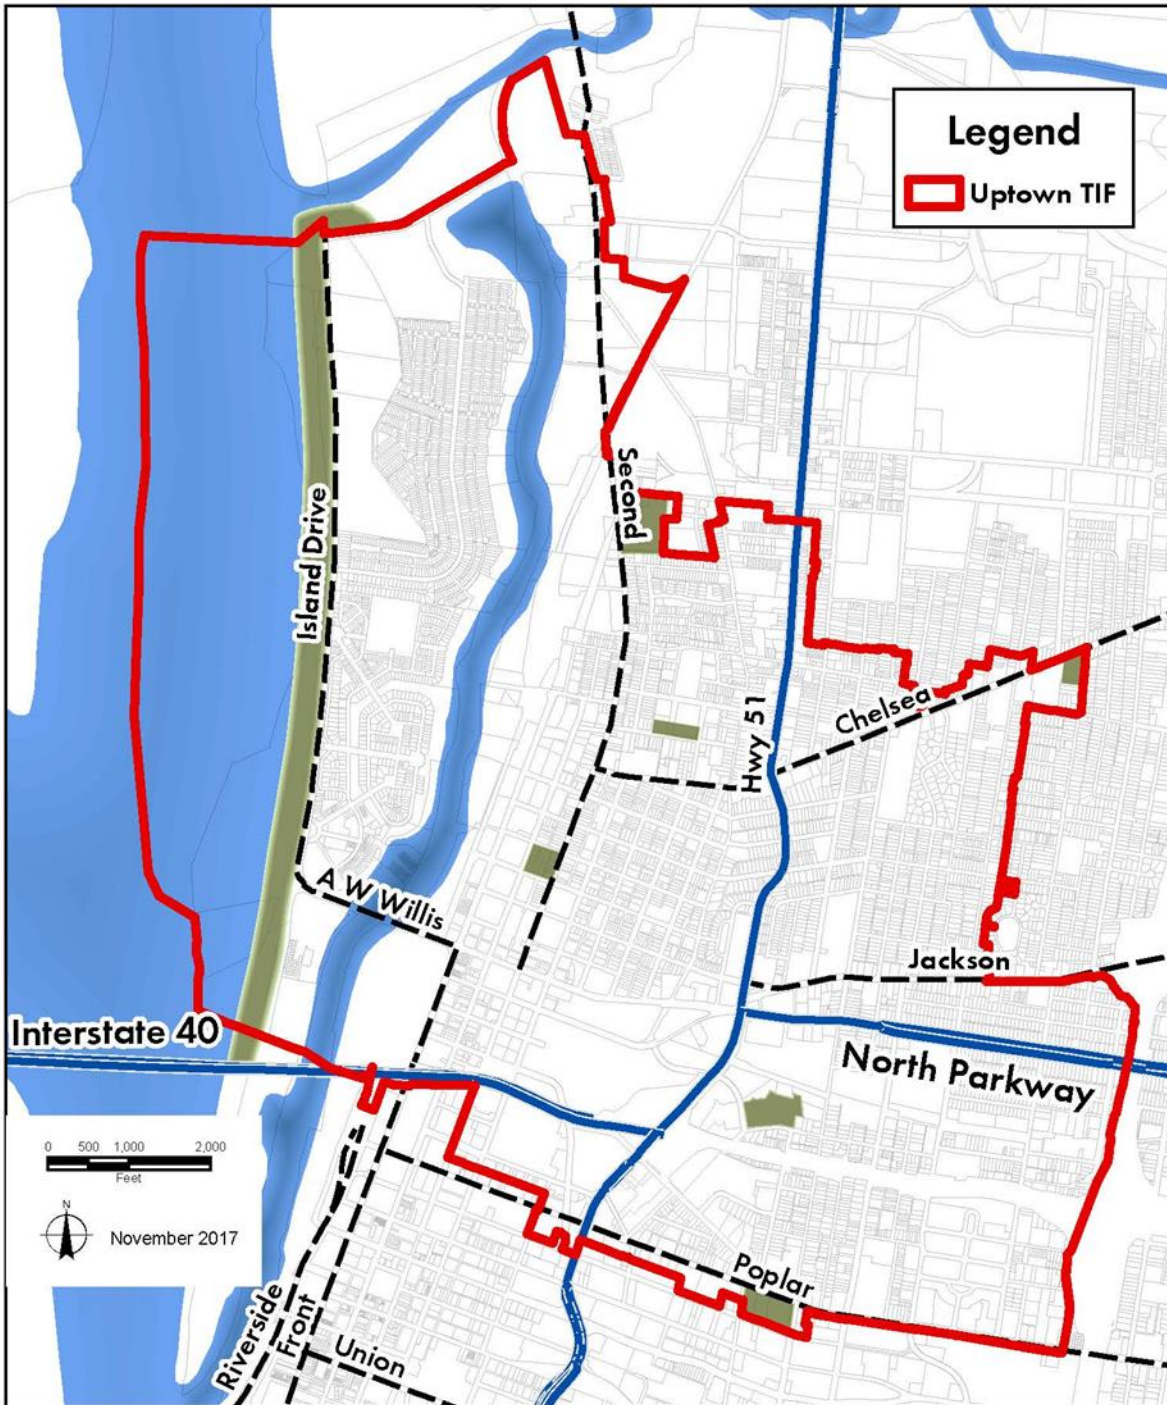 Legend
Uptown TIF
Second
Island Drive
Hwy 51
Chelsea
A W Willis
Jackson
Interstate 40
North Parkway
0 500 1,000 2,000
Feet
N
November 2017
Poplar
Riverside
Front
Union